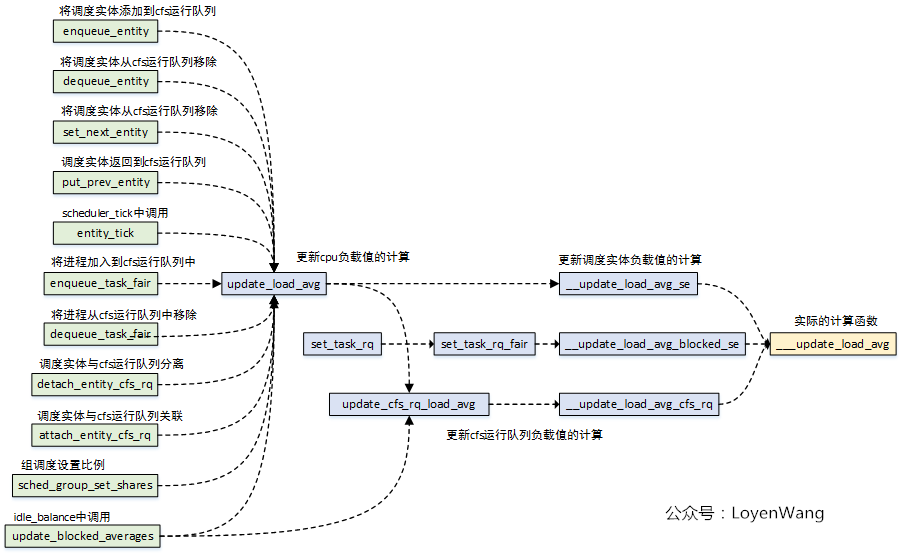 将调度实体添加到cfs运行队列
enqueue_entity
将调度实体从cfs运行队列移除
dequeue_entity
将调度实体从cfs运行队列移除
set_next_entity
调度实体返回到cfs运行队列
put_prev_entity
scheduler_tick中调用
entity_tick
将进程加入到cfs运行队列中
enqueue_task_fair
将进程从cfs运行队列中移除
dequeue_task_fair
调度实体与cfs运行队列分离
detach_entity_cfs_rq
调度实体与cfs运行队列关联
attach_entity_cfs_rq
组调度设置比例
sched_group_set_shares
idle_balance中调用
update_blocked_averages
更新cpu负载值的计算
update_load_avg
set_task_rq
set_task_rq_fair
update_cfs_rq_load_avg
更新cfs运行队列负载值的计算
更新调度实体负载值的计算
__update_load_avg_se
__update_load_avg_blocked_se
__update_load_avg_cfs_rq
实际的计算函数
___update_load_avg
公众号：LoyenWang